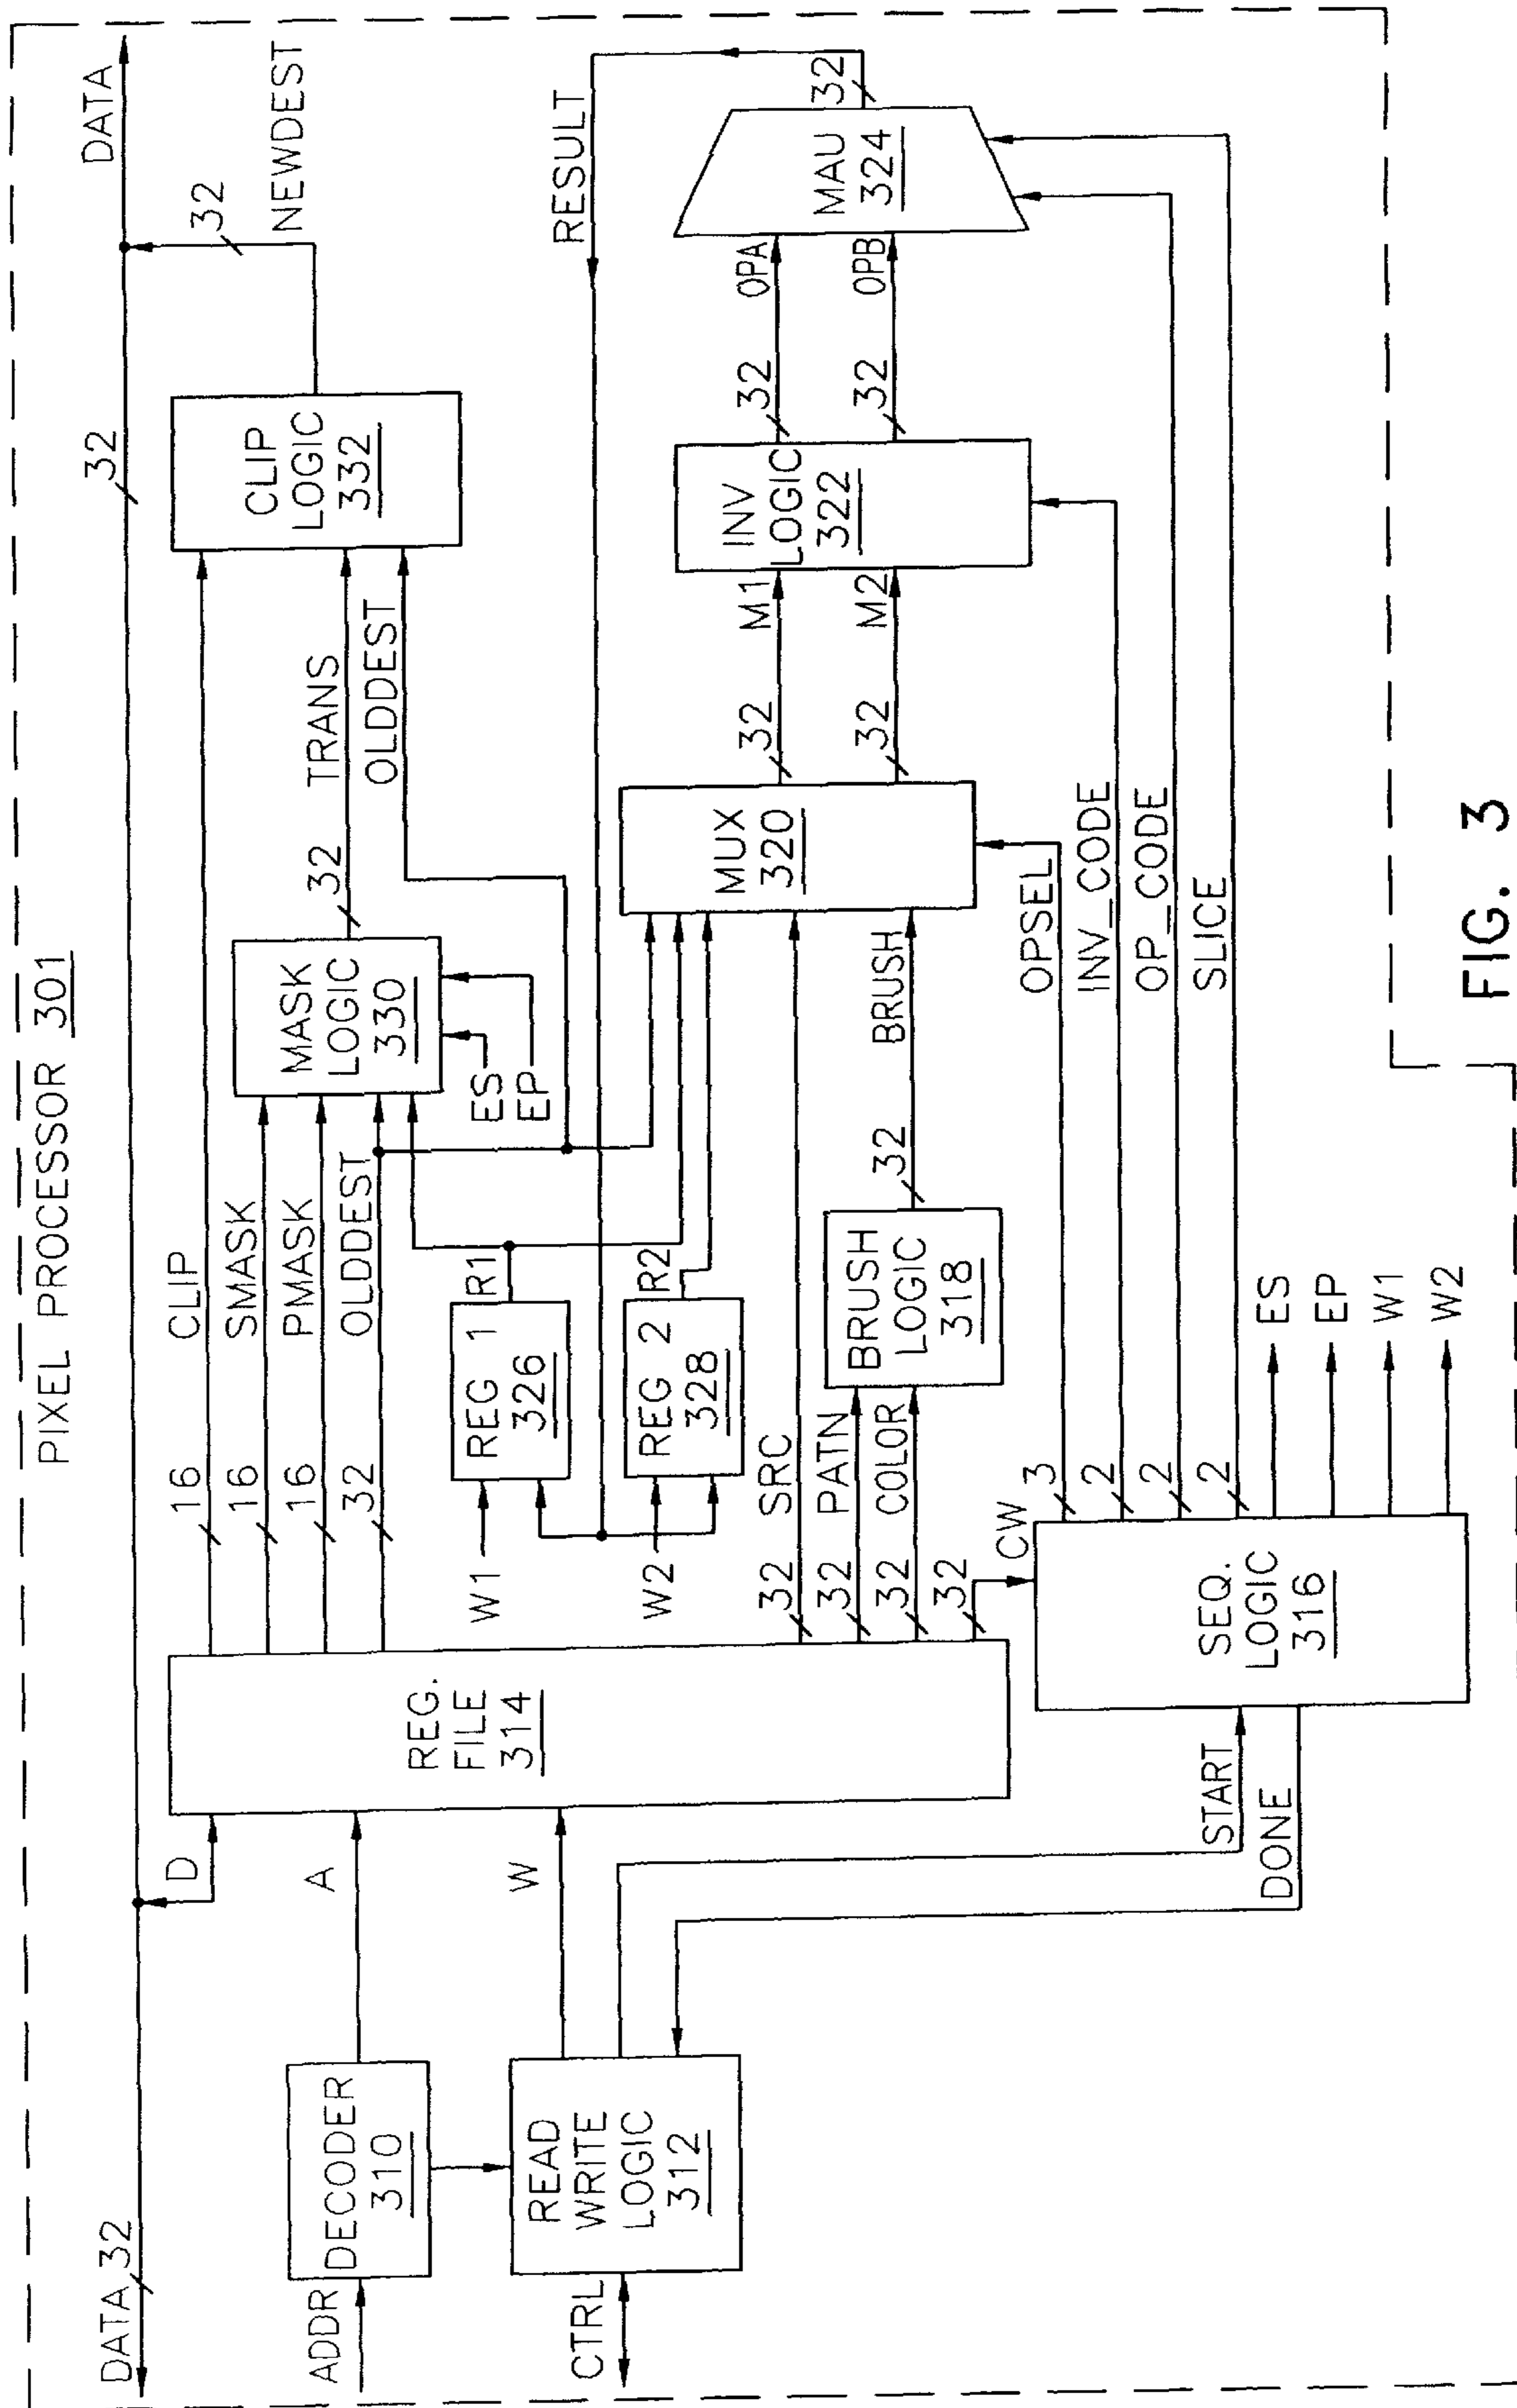 PIXEL PROCESSOR 301
DATA
32
32
DATA
ADDR
DECODER
310
CTRL
READ
WRITE
LOGIC
312
D
A
W
START
DONE
REG.
FILE
314
16
CLIP
16
SMASK
16
PMASK
32
OLDDEST
W1
REG 1
326
R1
W2
REG 2
328
R2
32
SRC
32
PATN
32
COLOR
32
CW
SEQ.
LOGIC
316
3
OPSEL
2
INV_CODE
2
OP_CODE
2
SLICE
ES
EP
W1
W2
BRUSH
LOGIC
318
32
BRUSH
MASK
LOGIC
330
ES
EP
32
TRANS
OLDDEST
CLIP
LOGIC
332
32
NEWDEST
MUX
320
32
M1
32
M2
INV
LOGIC
322
32
OPA
32
OPB
MAU
324
32
RESULT
FIG. 3